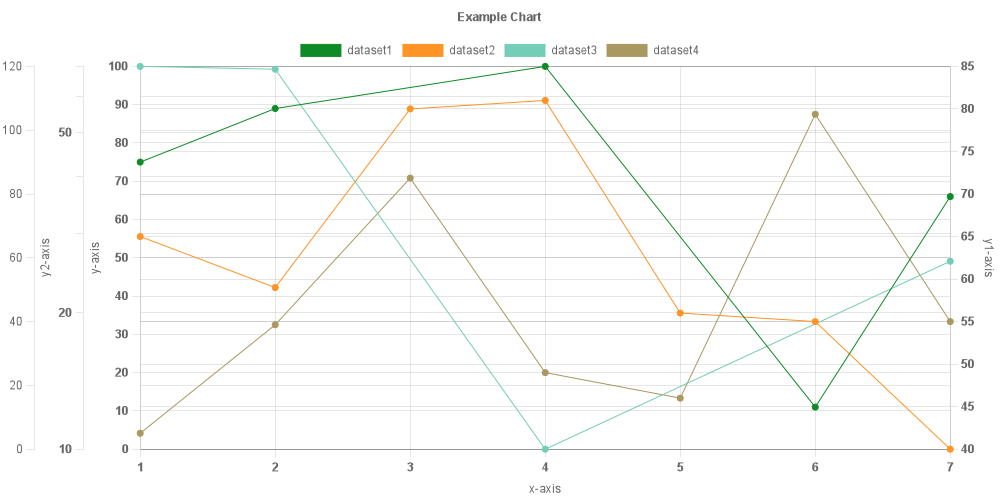 Example Chart
dataset1 dataset2 dataset3 dataset4
120 100 85
90 80
100 50 80 75
80 70 70
60 65
y2-axis y-axis y1-axis
60 50 60
40 20 40 55
30
20 20 50
10 45
0 10 0 40
1 2 3 4 5 6 7
x-axis